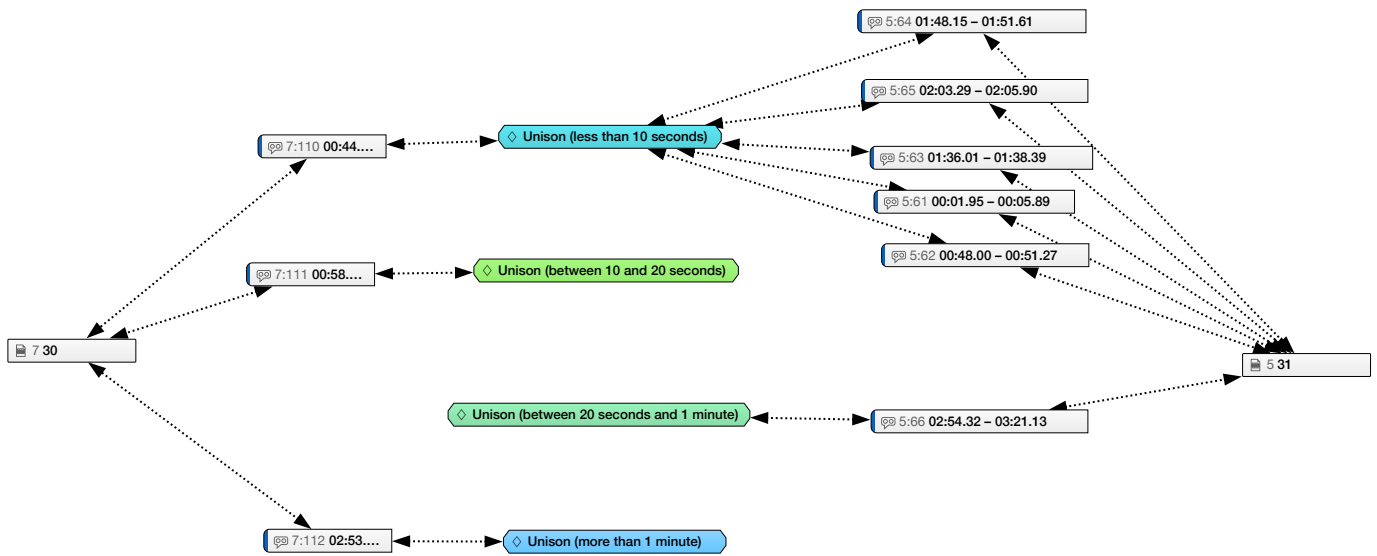 5:64 01:48.15 – 01:51.61
5:65 02:03.29 – 02:05.90
7:110 00:44.…
Unison (less than 10 seconds)
5:63 01:36.01 – 01:38.39
5:61 00:01.95 – 00:05.89
5:62 00:48.00 – 00:51.27
7:111 00:58.…
Unison (between 10 and 20 seconds)
7 30
5 31
Unison (between 20 seconds and 1 minute)
5:66 02:54.32 – 03:21.13
7:112 02:53.…
Unison (more than 1 minute)